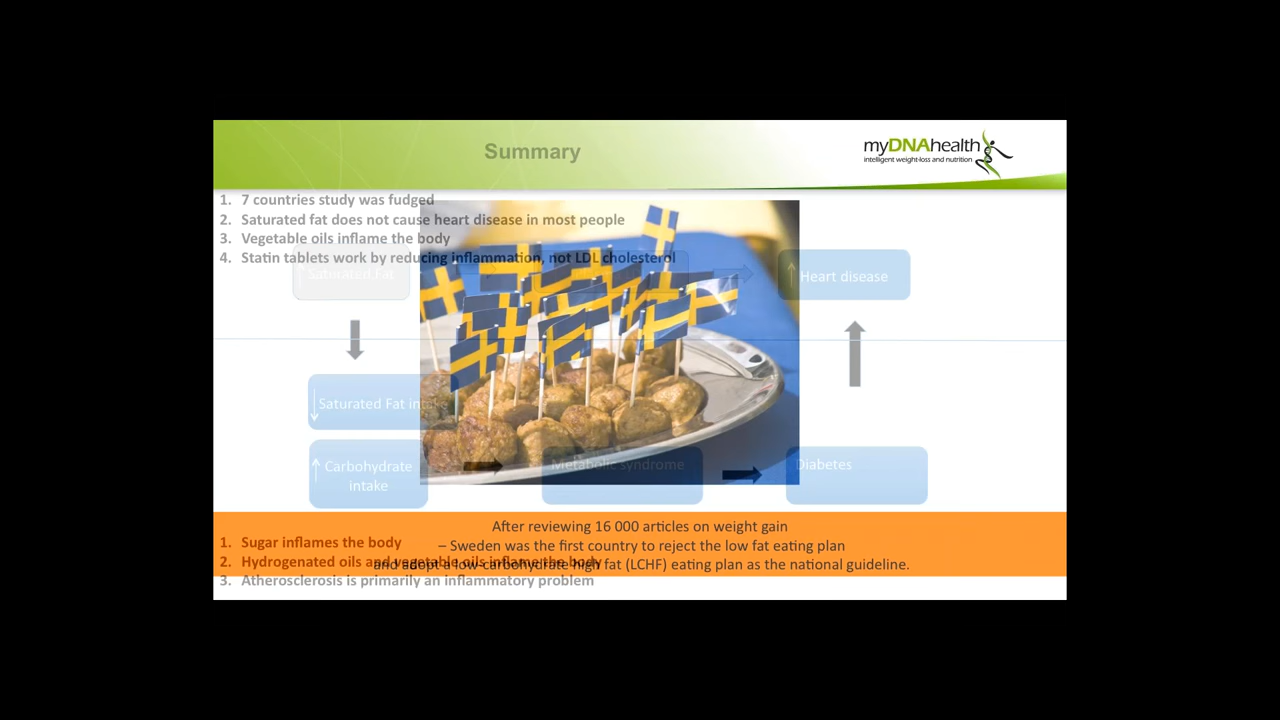 Summary
myDNAhealth
intelligent weight-loss and nutrition
1. 7 countries study was fudged
2. Saturated fat does not cause heart disease in most people
3. Vegetable oils inflame the body
4. Statin tablets work by reducing inflammation, not LDL cholesterol
Saturated Fat
Heart disease
Saturated Fat intake
Carbohydrate
intake
Metabolic syndrome
Diabetes
After reviewing 16 000 articles on weight gain
– Sweden was the first country to reject the low fat eating plan
and adopt a low-carbohydrate high fat (LCHF) eating plan as the national guideline.
1. Sugar inflames the body
2. Hydrogenated oils and vegetable oils inflame the body
3. Atherosclerosis is primarily an inflammatory problem